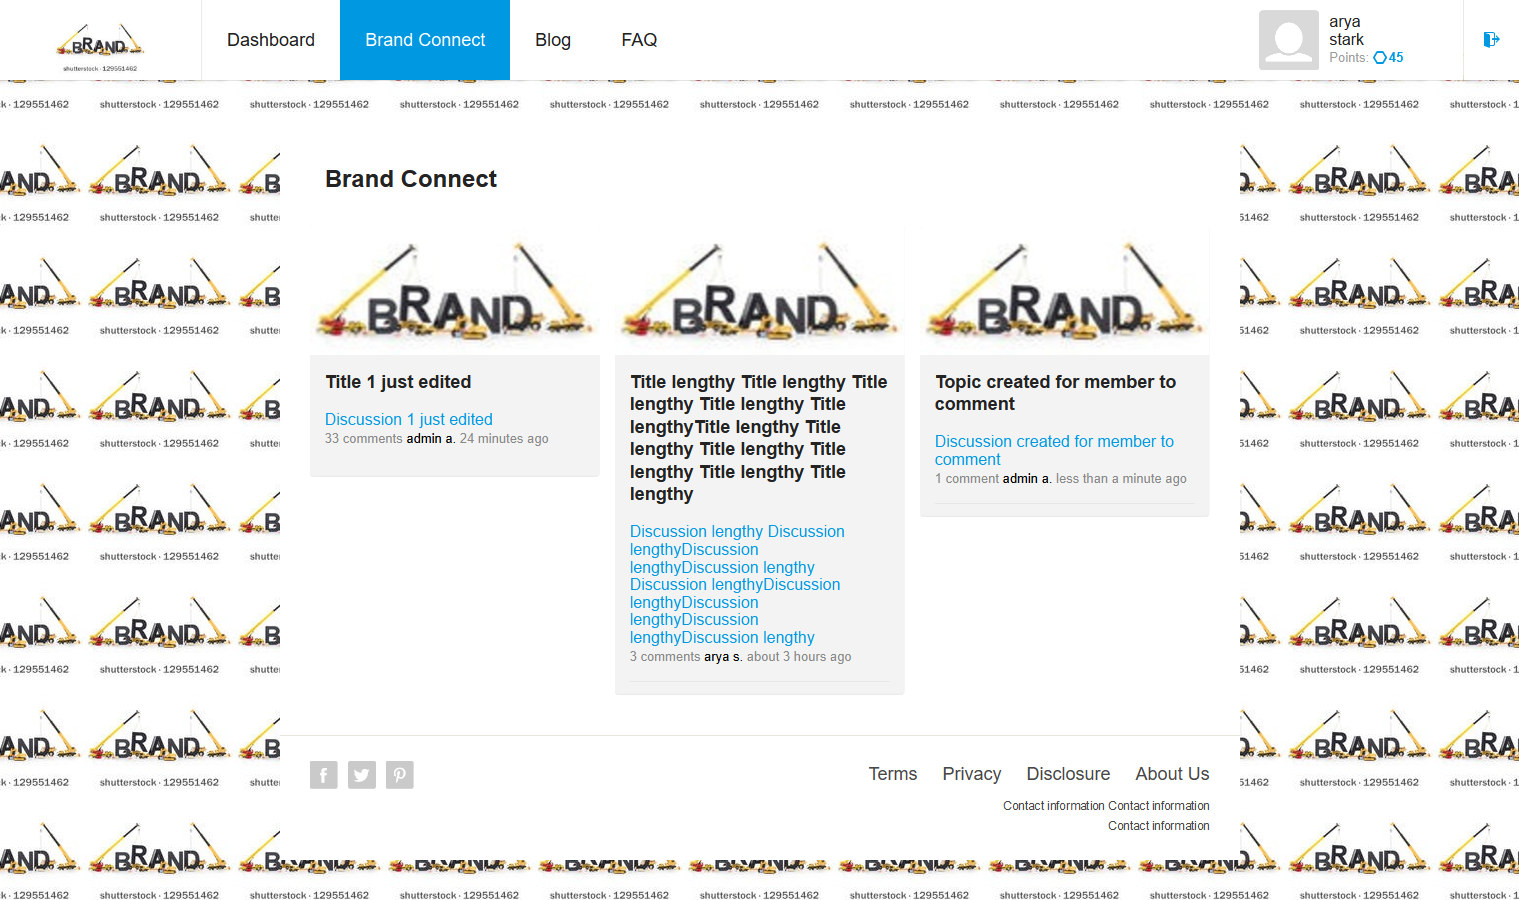 BRAND
shutterstock · 129551462
Dashboard
Brand Connect
Blog
FAQ
arya
stark
Points: 45
shutterstock · 129551462
Brand Connect
BRAND
BRAND
BRAND
Title 1 just edited
Discussion 1 just edited
33 comments admin a. 24 minutes ago
Title lengthy Title lengthy Title
lengthy Title lengthy Title
lengthyTitle lengthy Title
lengthy Title lengthy Title
lengthy Title lengthy Title
lengthy
Discussion lengthy Discussion
lengthyDiscussion
lengthyDiscussion lengthy
Discussion lengthyDiscussion
lengthyDiscussion
lengthyDiscussion
lengthyDiscussion lengthy
3 comments arya s. about 3 hours ago
Topic created for member to
comment
Discussion created for member to
comment
1 comment admin a. less than a minute ago
Terms
Privacy
Disclosure
About Us
Contact information Contact information
Contact information